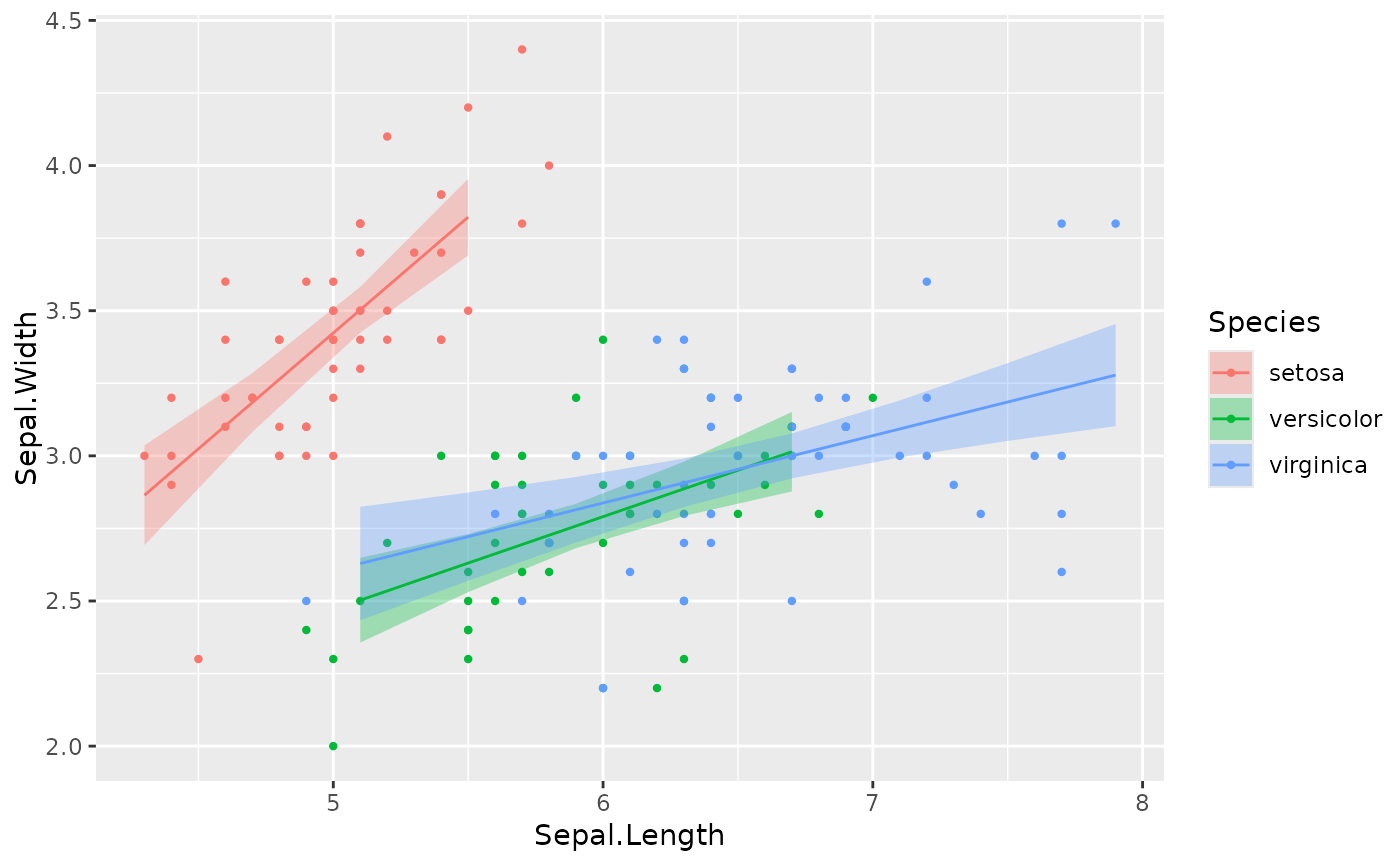 4.5
4.0
3.5
3.0
2.5
2.0
Sepal.Width
5 6 7 8
Sepal.Length
Species
setosa
versicolor
virginica